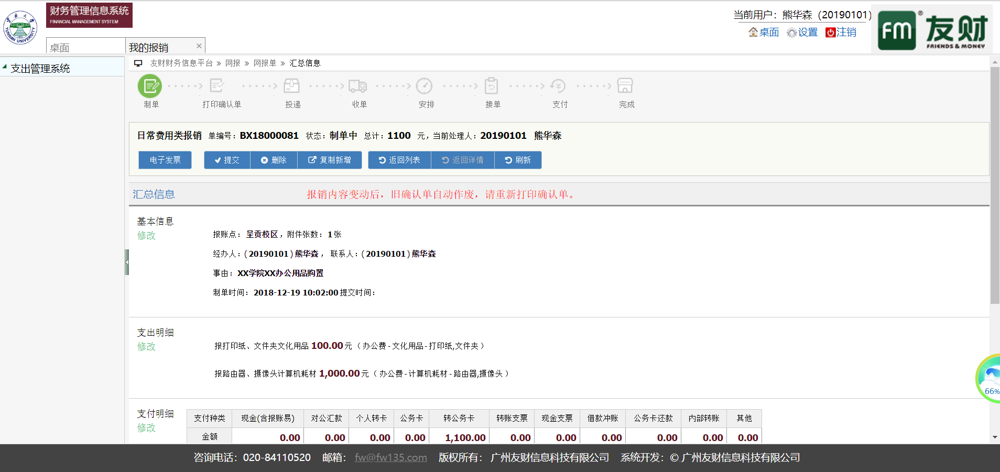 财务管理信息系统
FINANCIAL MANAGEMENT SYSTEM
YUNNAN UNIVERSITY
当前用户：熊华森（20190101）
桌面 设置 注销
fm® 友财
FRIENDS & MONEY
桌面 我的报销 ×
支出管理系统
友财财务信息平台 » 网报 » 网报单 » 汇总信息
制单 打印确认单 投递 收单 安排 接单 支付 完成
日常费用类报销 单编号：BX18000081 状态：制单中 总计：1100 元，当前处理人：20190101 熊华森
电子发票 提交 删除 复制新增 返回列表 返回详情 刷新
汇总信息 报销内容变动后，旧确认单自动作废，请重新打印确认单。
基本信息
修改
报账点：呈贡校区，附件张数：1张
经办人：(20190101)熊华森， 联系人：(20190101)熊华森
事由：XX学院XX办公用品购置
制单时间：2018-12-19 10:02:00 提交时间：
支出明细
修改
报打印纸、文件夹文化用品 100.00元（办公费-文化用品-打印纸,文件夹）
报路由器、摄像头计算机耗材 1,000.00元（办公费-计算机耗材-路由器,摄像头）
支付明细
修改
支付种类 现金(含报账易) 对公汇款 个人转卡 公务卡 转公务卡 转账支票 现金支票 借款冲账 公务卡还款 内部转账 其他
金额 0.00 0.00 0.00 0.00 1,100.00 0.00 0.00 0.00 0.00 0.00 0.00
66%
咨询电话：020-84110520 邮箱： fw@fw135.com 版权所有： 广州友财信息科技有限公司 系统开发：© 广州友财信息科技有限公司